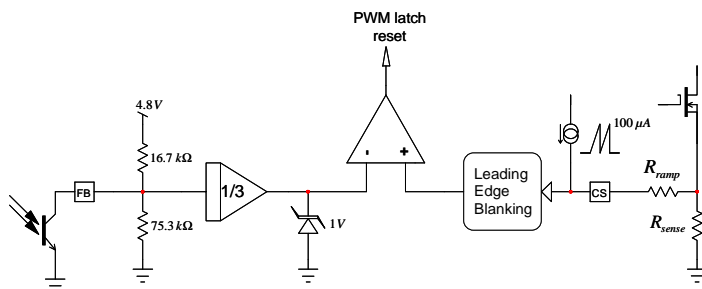 PWM latch
reset
4.8V
16.7 kΩ
FB
1/3
75.3 kΩ
1V
-
+
Leading
Edge
Blanking
100 μA
CS
R_ramp
R_sense